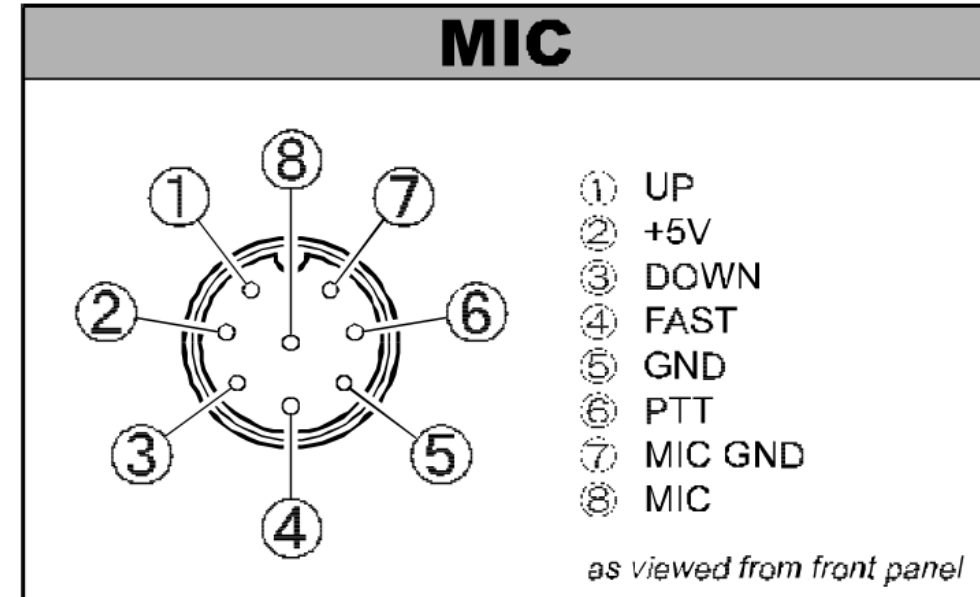 MIC
⑧
① ⑦
② ⑥
③ ⑤
④
① UP
② +5V
③ DOWN
④ FAST
⑤ GND
⑥ PTT
⑦ MIC GND
⑧ MIC
as viewed from front panel